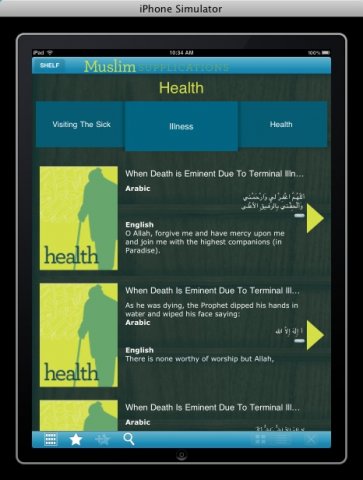 iPhone Simulator
iPad
10:34 AM
100%
SHELF
Muslim SUPPLICATIONS
Health
Visiting The Sick
Illness
Health
When Death is Eminent Due To Terminal Illn...
Arabic
اللَّهُمَّ اغْفِرْ لِي وَارْحَمْنِي
وَأَلْحِقْنِي بِالرَّفِيقِ الأَعْلَى
English
O Allah, forgive me and have mercy upon me
and join me with the highest companions (in
Paradise).
health
When Death Is Eminent Due To Terminal Ill...
As he was dying, the Prophet dipped his hands in
water and wiped his face saying:
Arabic
English
There is none worthy of worship but Allah,
health
When Death Is Eminent Due To Terminal Ill...
Arabic